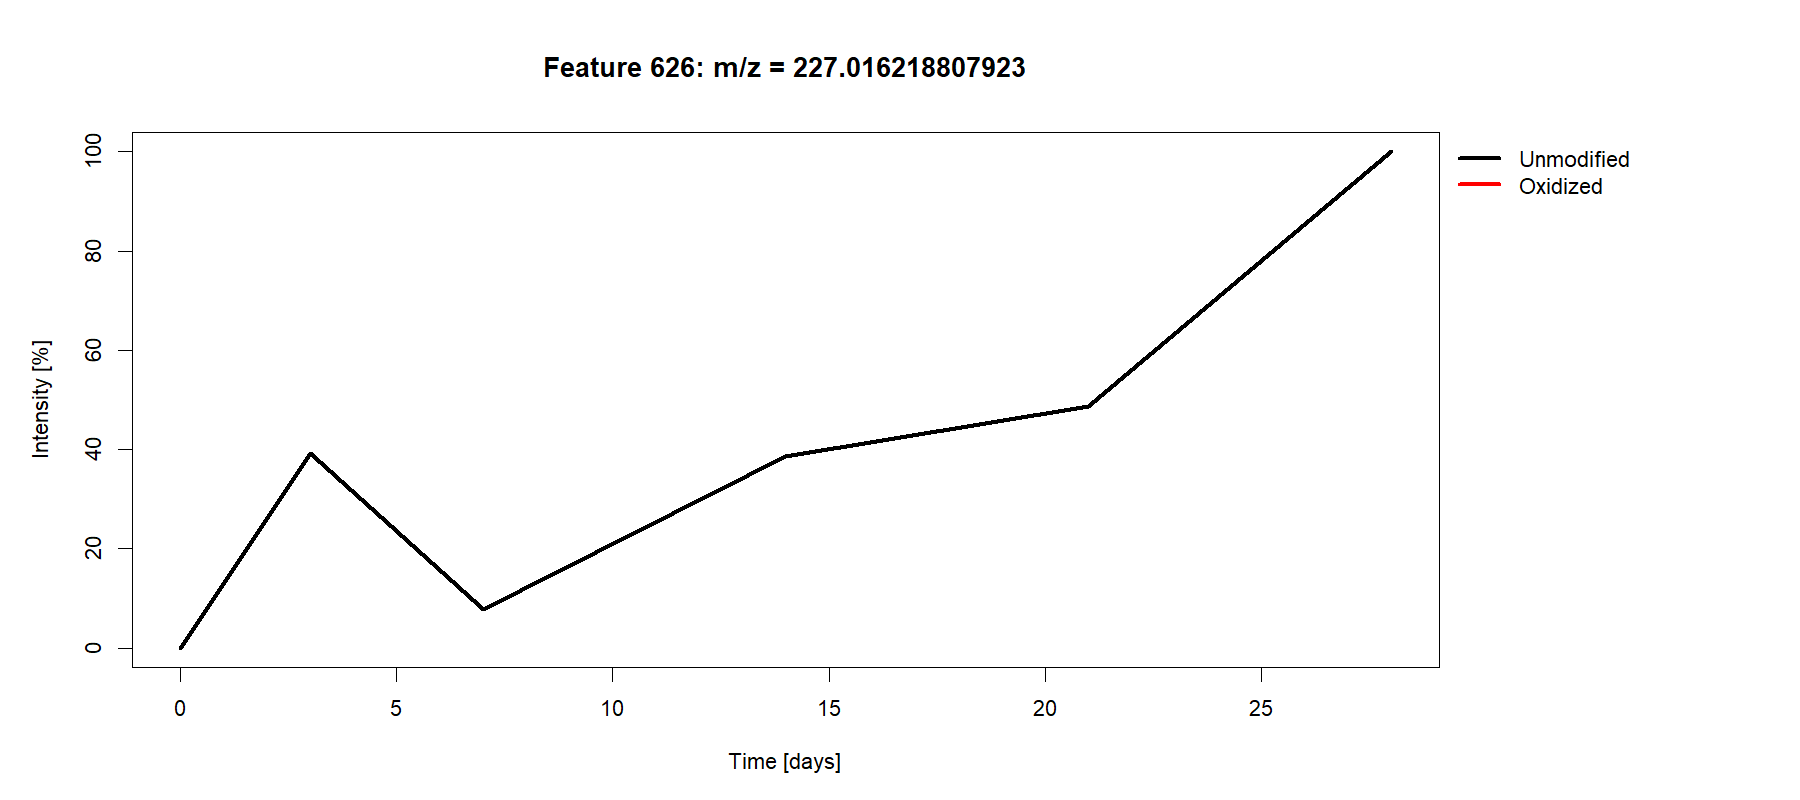 Feature 626: m/z = 227.016218807923
Unmodified
Oxidized
Intensity [%]
100
80
60
40
20
0
0 5 10 15 20 25
Time [days]